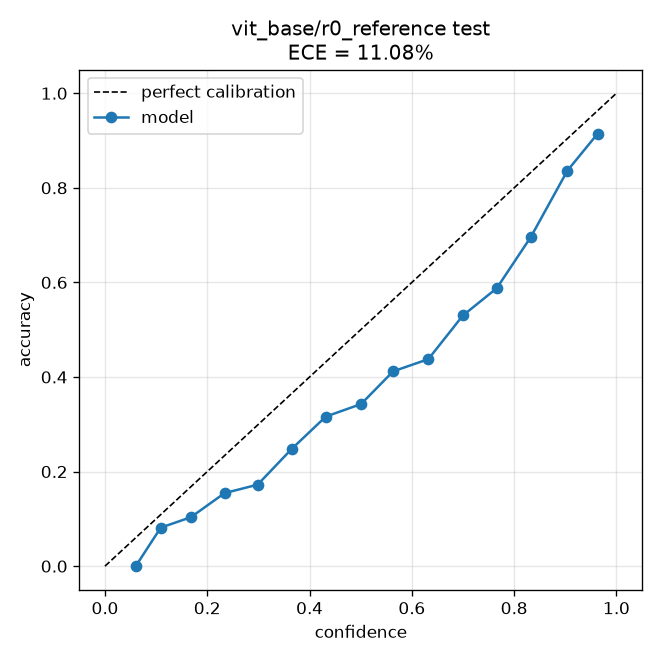 vit_base/r0_reference test
ECE = 11.08%
perfect calibration
model
1.0
0.8
0.6
0.4
0.2
0.0
accuracy
0.0 0.2 0.4 0.6 0.8 1.0
confidence